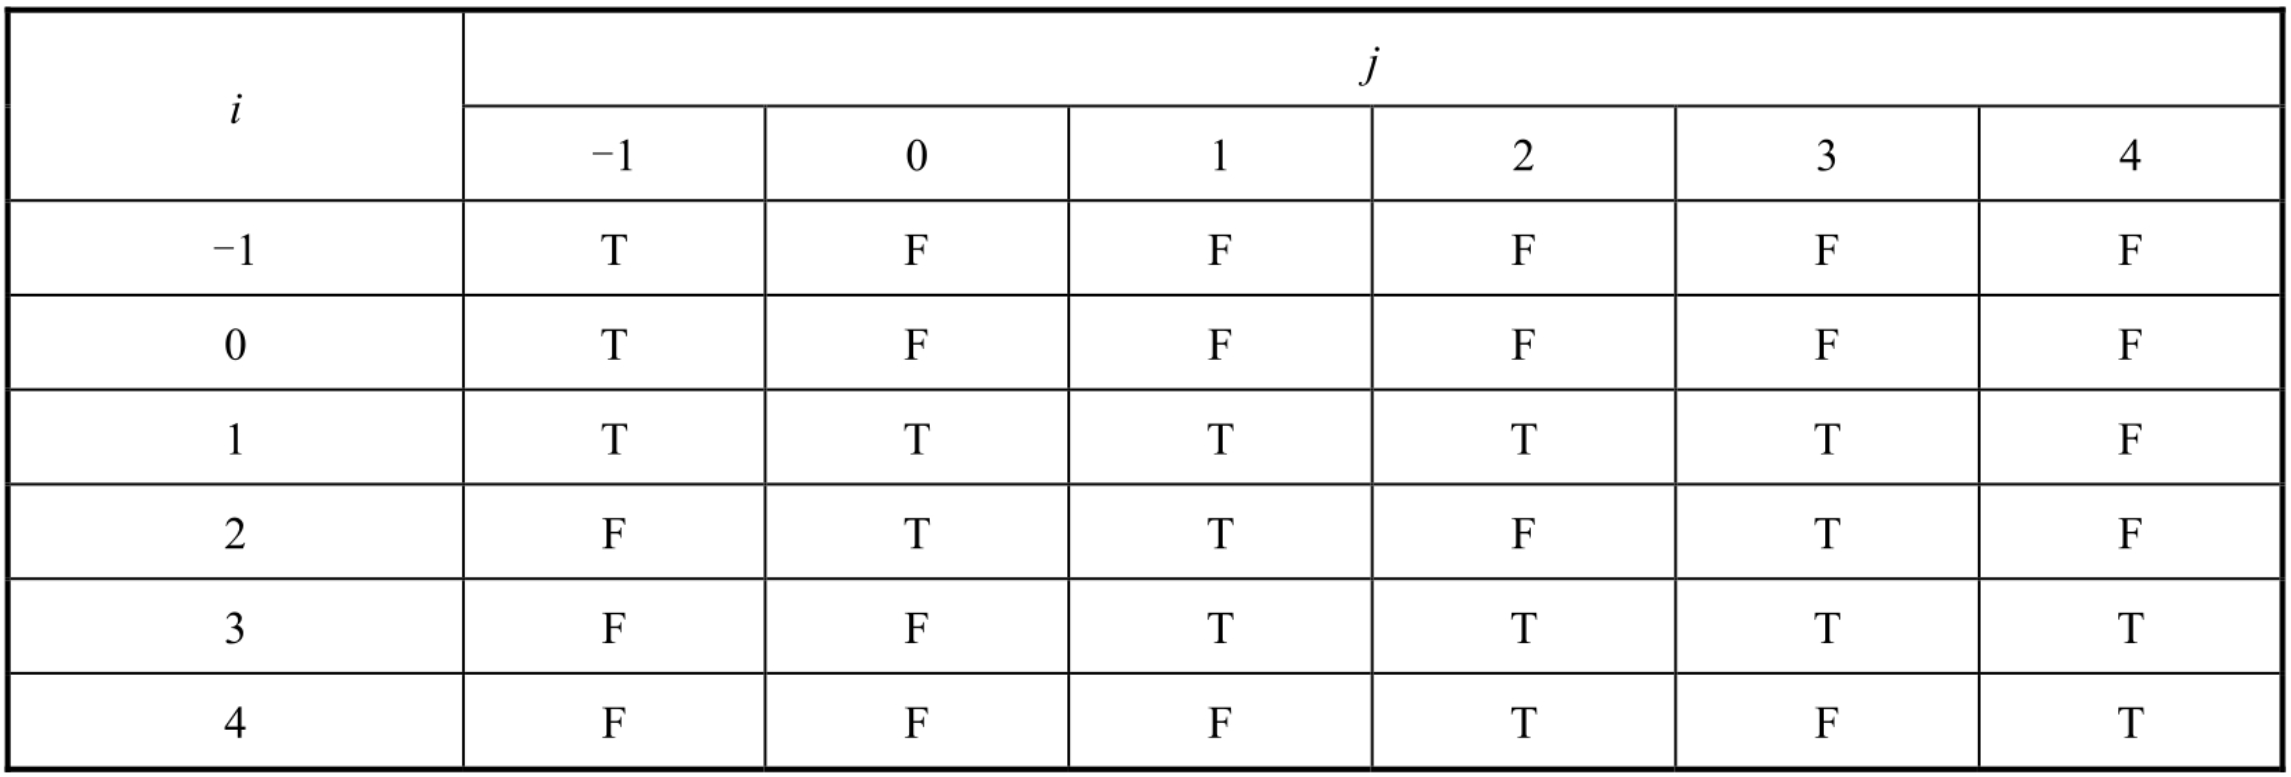 i j
−1 0 1 2 3 4
−1 T F F F F F
0 T F F F F F
1 T T T T T F
2 F T T F T F
3 F F T T T T
4 F F F T F T